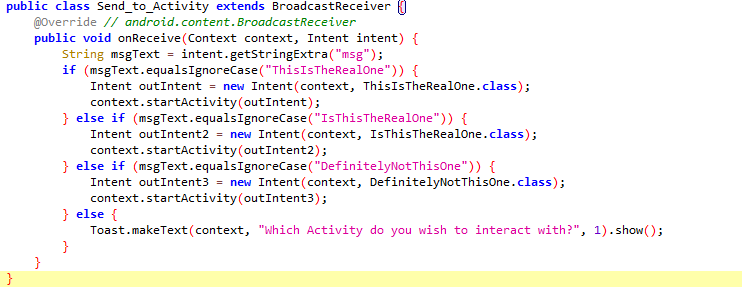 public class Send_to_Activity extends BroadcastReceiver {
    @Override // android.content.BroadcastReceiver
    public void onReceive(Context context, Intent intent) {
        String msgText = intent.getStringExtra("msg");
        if (msgText.equalsIgnoreCase("ThisIsTheRealOne")) {
            Intent outIntent = new Intent(context, ThisIsTheRealOne.class);
            context.startActivity(outIntent);
        } else if (msgText.equalsIgnoreCase("IsThisTheRealOne")) {
            Intent outIntent2 = new Intent(context, IsThisTheRealOne.class);
            context.startActivity(outIntent2);
        } else if (msgText.equalsIgnoreCase("DefinitelyNotThisOne")) {
            Intent outIntent3 = new Intent(context, DefinitelyNotThisOne.class);
            context.startActivity(outIntent3);
        } else {
            Toast.makeText(context, "Which Activity do you wish to interact with?", 1).show();
        }
    }
}